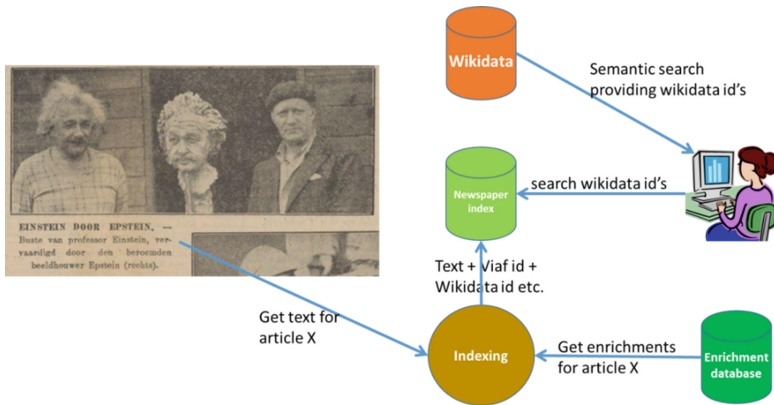 Wikidata
Semantic search
providing wikidata id's
EINSTEIN DOOR EPSTEIN. —
Buste van professor Einstein, ver-
vaardigd door den beroemden
beeldhouwer Epstein (rechts).
Newspaper
index
search wikidata id's
Text + Viaf id +
Wikidata id etc.
Get text for
article X
Indexing
Get enrichments
for article X
Enrichment
database